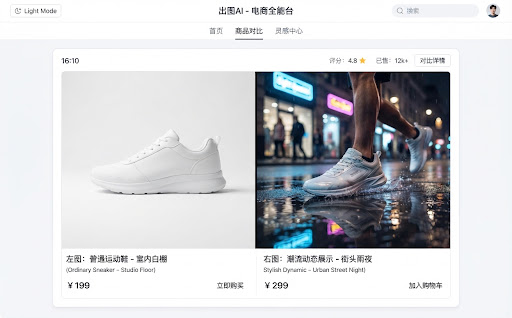 Light Mode
出图AI - 电商全能台
搜索
首页
商品对比
灵感中心
16:10
评分：4.8
已售：12k+
对比详情
左图：普通运动鞋 - 室内白棚
(Ordinary Sneaker - Studio Floor)
¥ 199
立即购买
右图：潮流动态展示 - 街头雨夜
Stylish Dynamic - Urban Street Night)
¥ 299
加入购物车